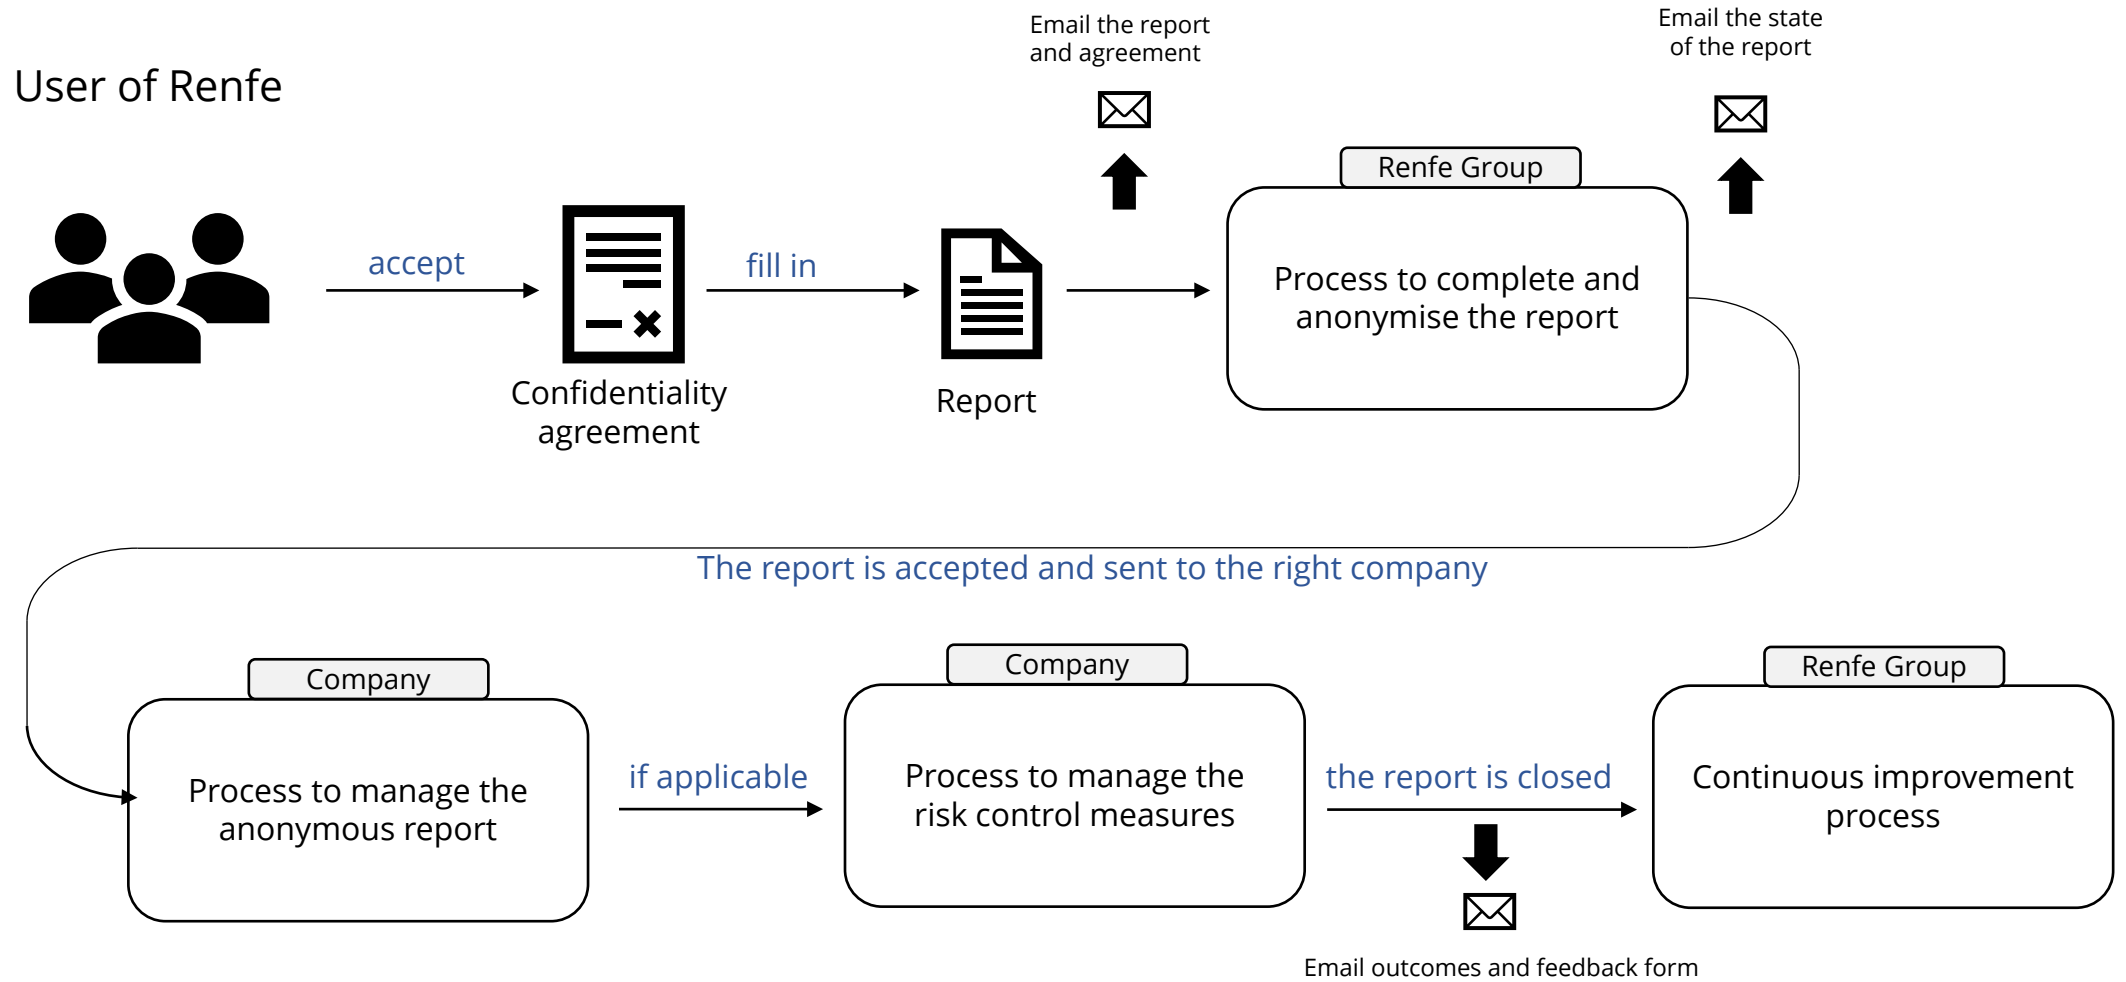 User of Renfe
Email the report
and agreement
Email the state
of the report
accept
Confidentiality
agreement
fill in
Report
Renfe Group
Process to complete and
anonymise the report
The report is accepted and sent to the right company
Company
Process to manage the
anonymous report
if applicable
Company
Process to manage the
risk control measures
the report is closed
Email outcomes and feedback form
Renfe Group
Continuous improvement
process